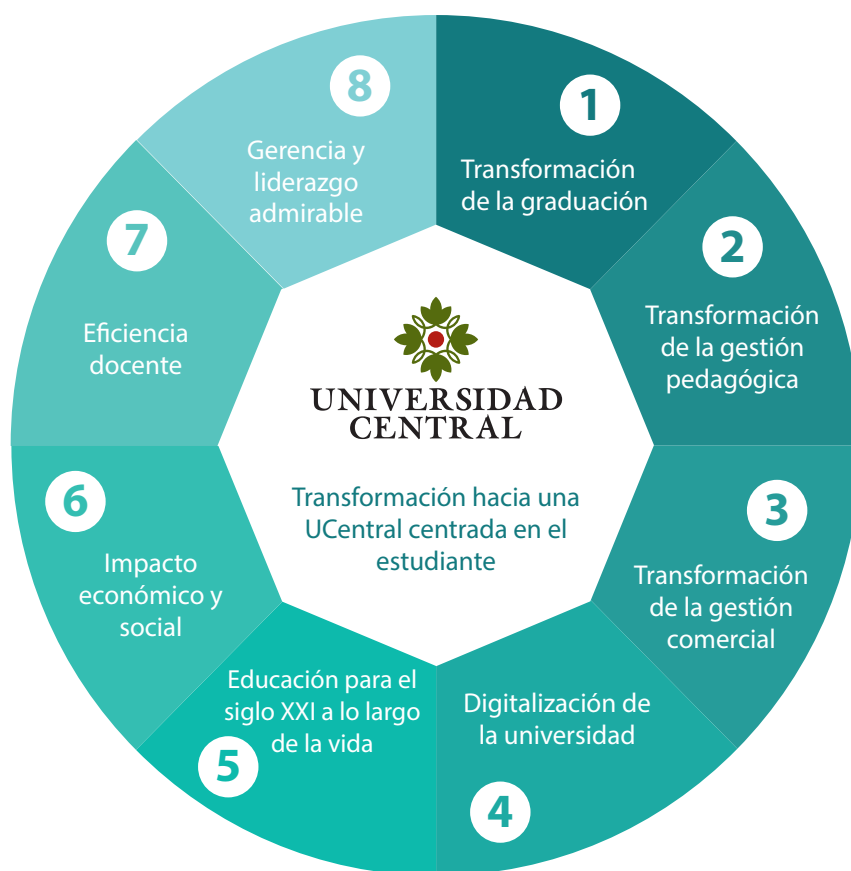 1
Transformación
de la graduación
2
Transformación
de la gestión
pedagógica
3
Transformación
de la gestión
comercial
4
Digitalización de
la universidad
5
Educación para el
siglo XXI a lo largo
de la vida
6
Impacto
económico y
social
7
Eficiencia
docente
8
Gerencia y
liderazgo
admirable
UNIVERSIDAD
CENTRAL
Transformación hacia una
UCentral centrada en el
estudiante